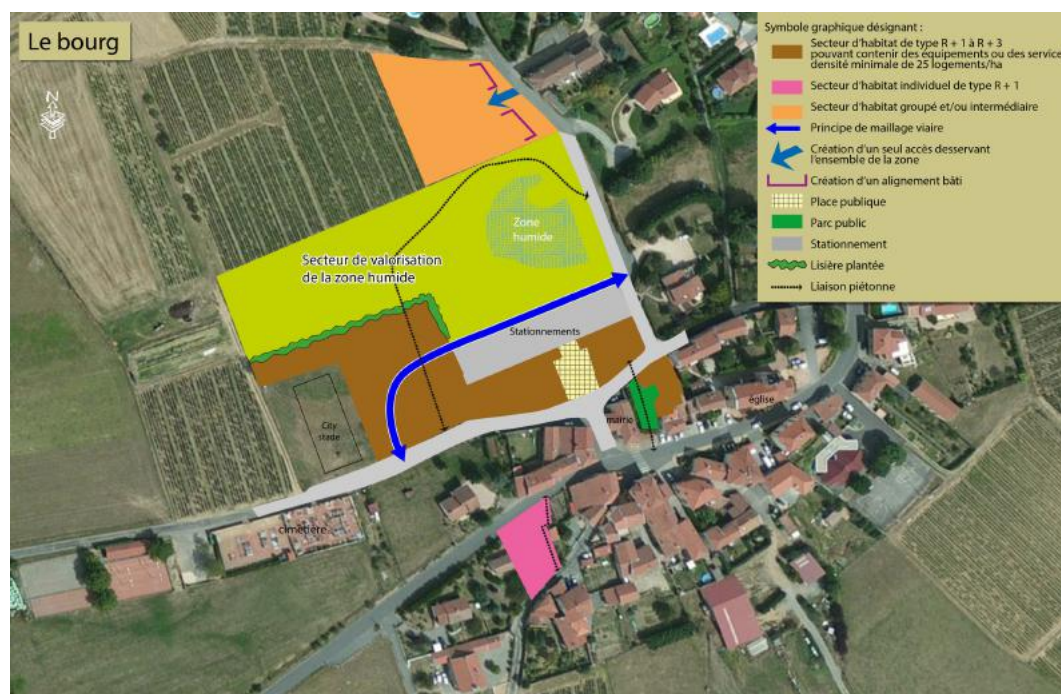 Le bourg
Symbole graphique désignant :
Secteur d'habitat de type R + 1 à R + 3
pouvant contenir des équipements ou des service
densité minimale de 25 logements/ha
Secteur d'habitat individuel de type R + 1
Secteur d'habitat groupé et/ou intermédiaire
Principe de maillage viaire
Création d'un seul accès desservant
l'ensemble de la zone
Création d'un alignement bâti
Place publique
Parc public
Stationnement
Lisière plantée
Liaison piétonne
N
Zone
humide
Secteur de valorisation
de la zone humide
Stationnements
City
stade
mairie
église
cimetière